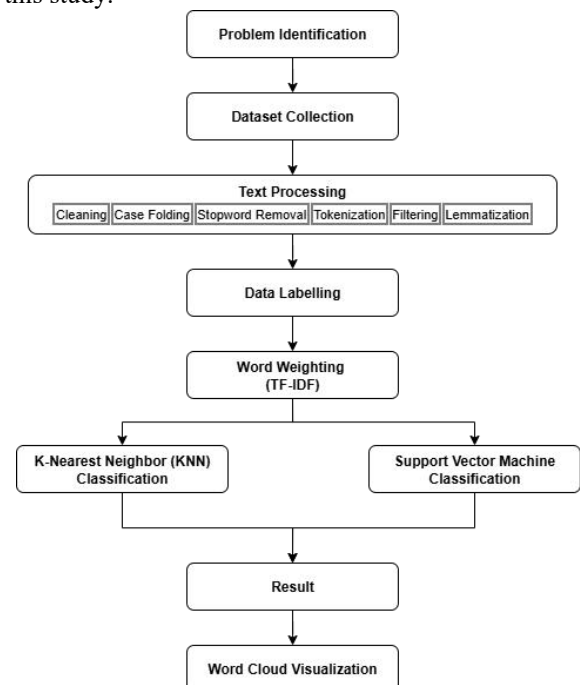 this study.
Problem Identification
Dataset Collection
Text Processing
Cleaning Case Folding Stopword Removal Tokenization Filtering Lemmatization
Data Labelling
Word Weighting
(TF-IDF)
K-Nearest Neighbor (KNN)
Classification
Support Vector Machine
Classification
Result
Word Cloud Visualization